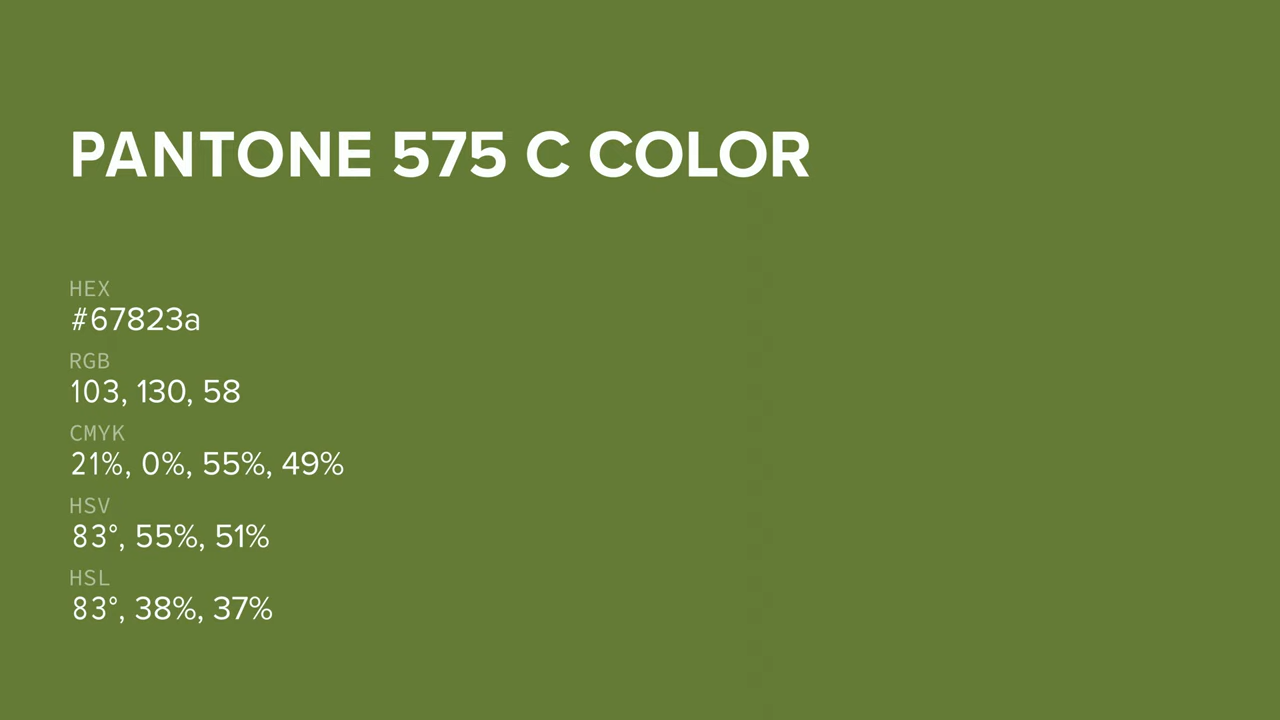 PANTONE 575 C COLOR
HEX
#67823a
RGB
103, 130, 58
CMYK
21%, 0%, 55%, 49%
HSV
83°, 55%, 51%
HSL
83°, 38%, 37%